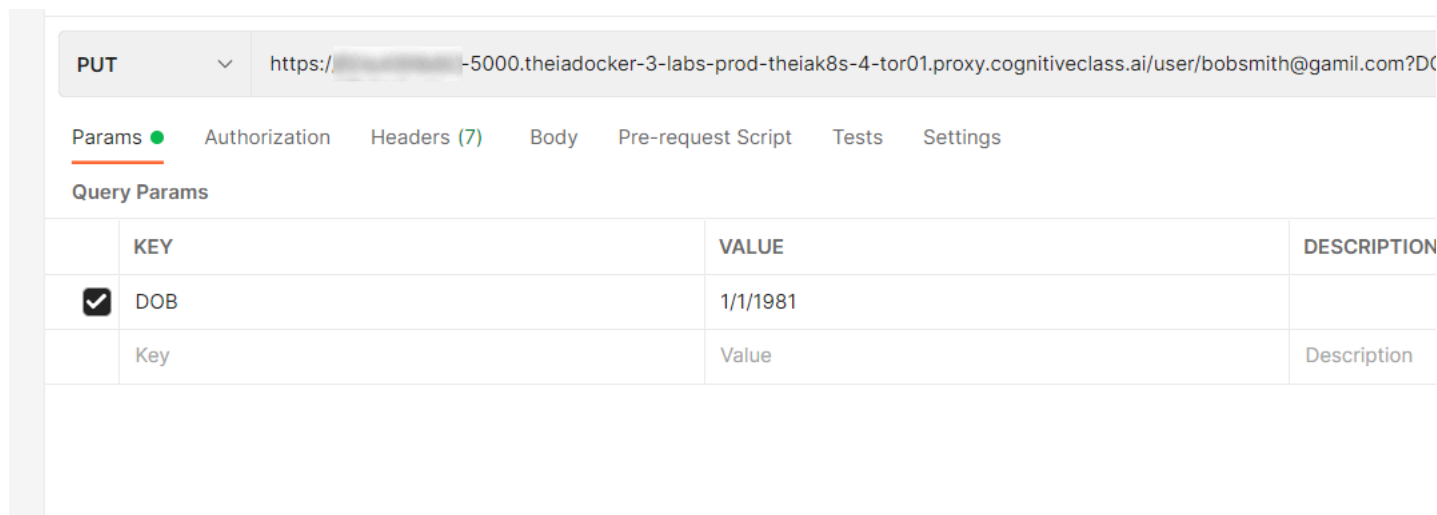 PUT https:/ -5000.theiadocker-3-labs-prod-theiak8s-4-tor01.proxy.cognitiveclass.ai/user/bobsmith@gamil.com?DO
Params Authorization Headers (7) Body Pre-request Script Tests Settings
Query Params
KEY VALUE DESCRIPTION
DOB 1/1/1981
Key Value Description